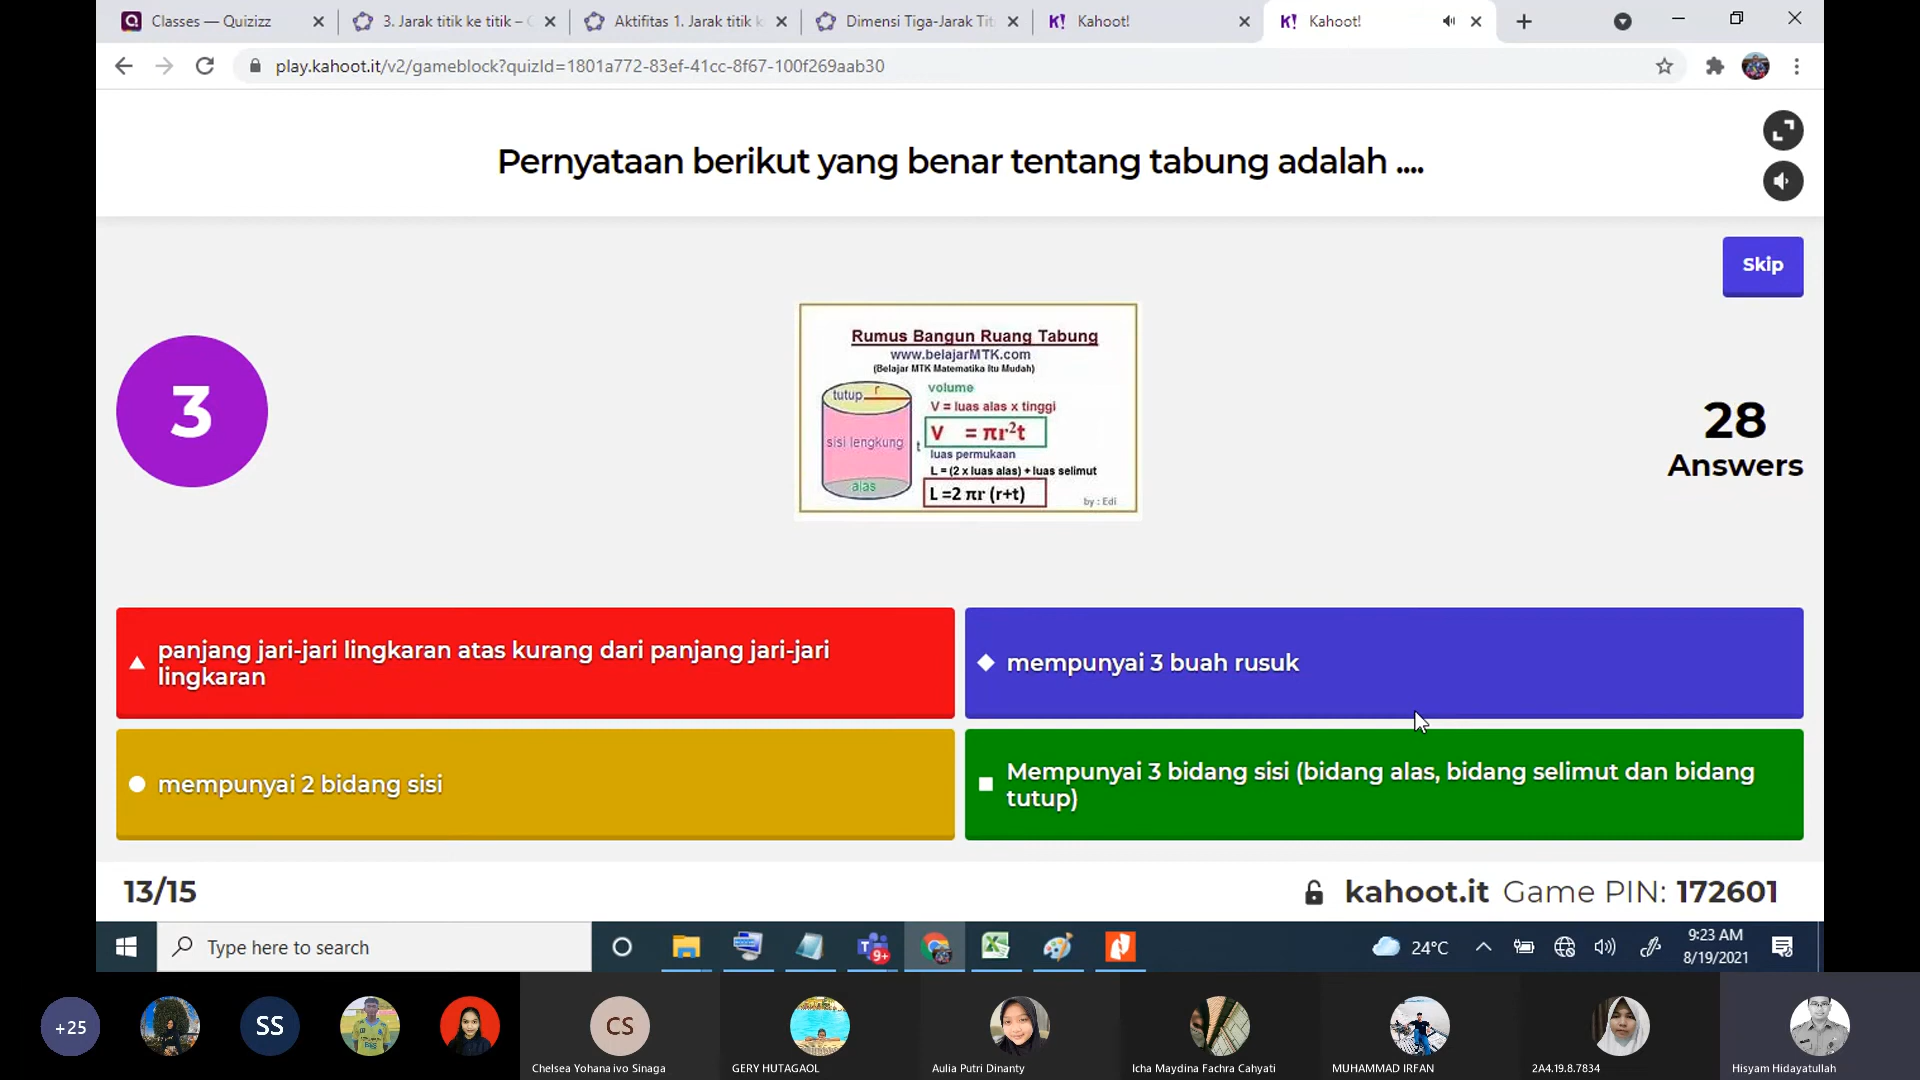 Classes — Quizizz
3. Jarak titik ke titik –
Aktifitas 1. Jarak titik k
Dimensi Tiga-Jarak Tit
Kahoot!
Kahoot!
play.kahoot.it/v2/gameblock?quizId=1801a772-83ef-41cc-8f67-100f269aab30
Pernyataan berikut yang benar tentang tabung adalah ....
Skip
3
Rumus Bangun Ruang Tabung
www.belajarMTK.com
(Belajar MTK Matematika Itu Mudah)
tutup r
volume
V = luas alas x tinggi
V = πr²t
sisi lengkung t
luas permukaan
L = (2 x luas alas) + luas selimut
alas
L =2 πr (r+t)
by : Edi
28
Answers
panjang jari-jari lingkaran atas kurang dari panjang jari-jari
lingkaran
mempunyai 3 buah rusuk
mempunyai 2 bidang sisi
Mempunyai 3 bidang sisi (bidang alas, bidang selimut dan bidang
tutup)
13/15
kahoot.it Game PIN: 172601
Type here to search
9+
24°C
9:23 AM
8/19/2021
+25
SS
CS
Chelsea Yohana ivo Sinaga
GERY HUTAGAOL
Aulia Putri Dinanty
Icha Maydina Fachra Cahyati
MUHAMMAD IRFAN
2A4.19.8.7834
Hisyam Hidayatullah